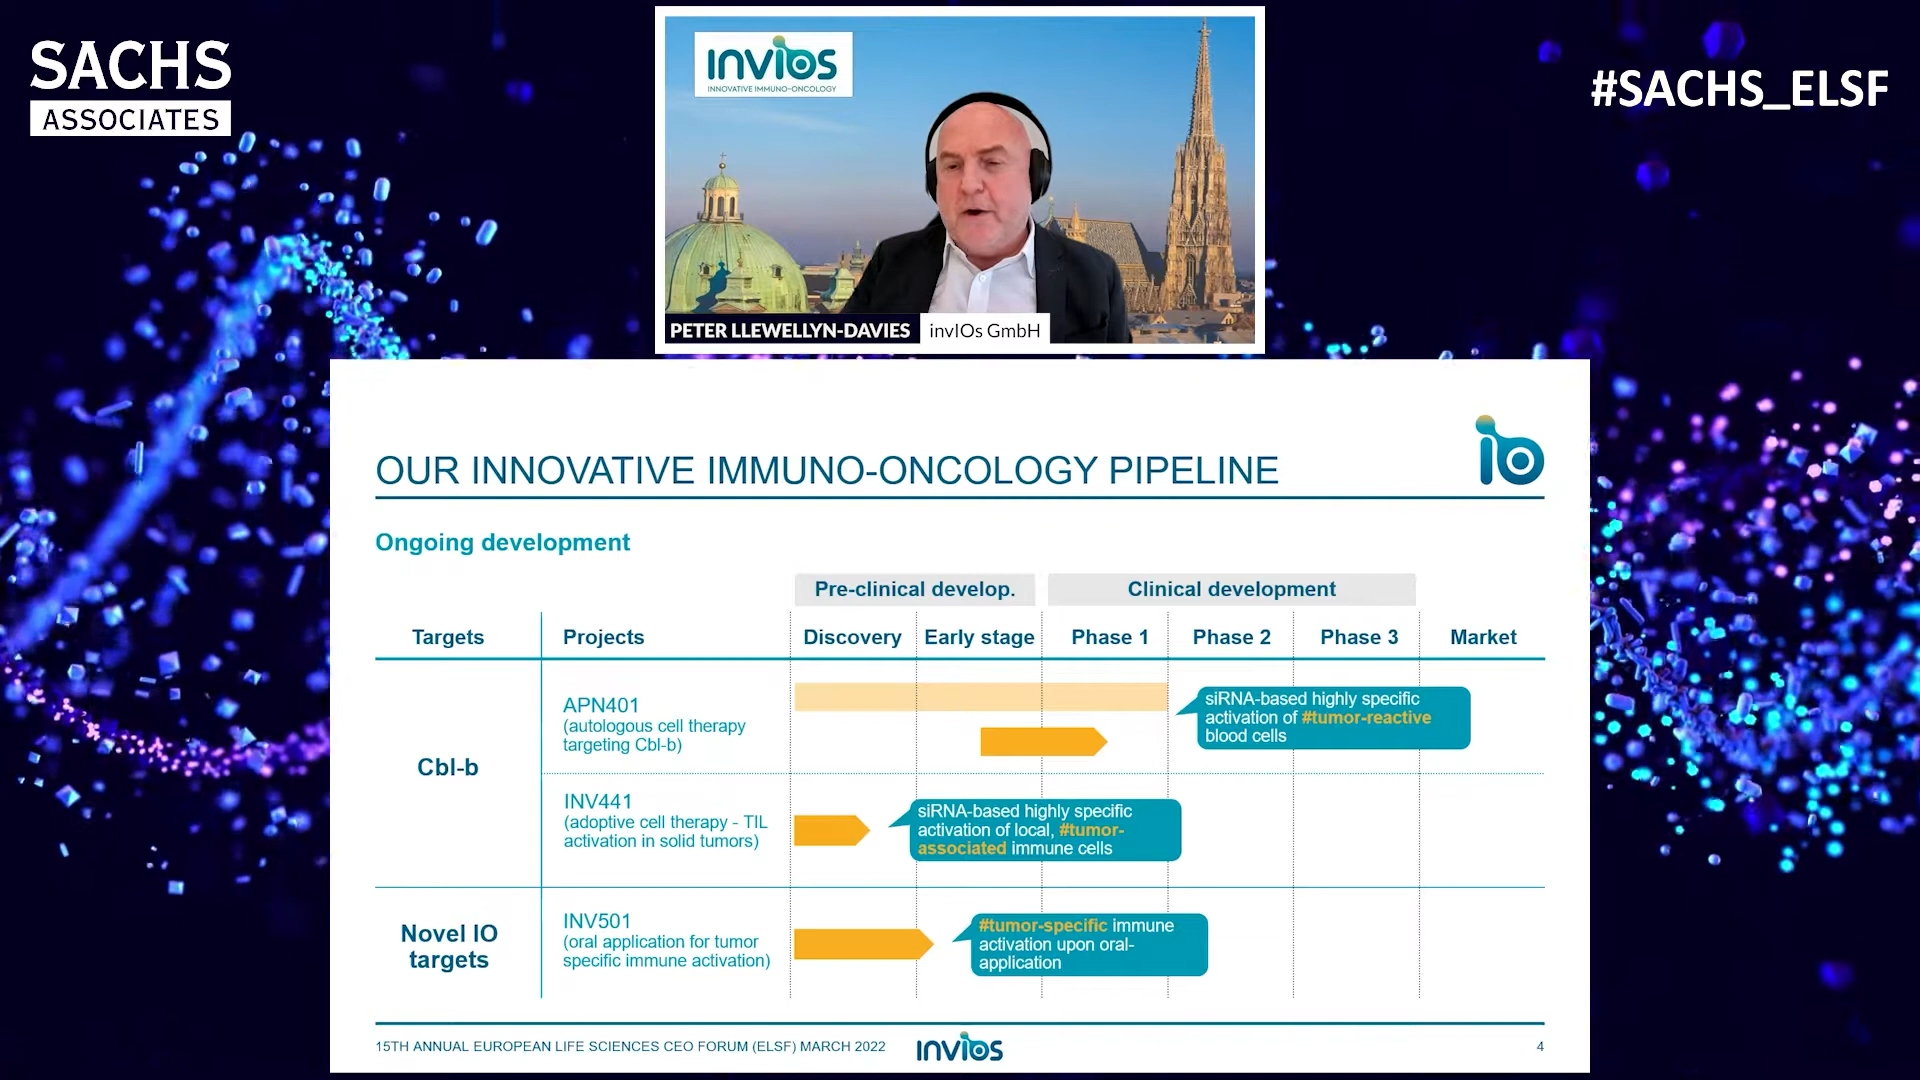 SACHS
ASSOCIATES
#SACHS_ELSF
INVIOS
INNOVATIVE IMMUNO-ONCOLOGY
PETER LLEWELLYN-DAVIES
invIOs GmbH
io
OUR INNOVATIVE IMMUNO-ONCOLOGY PIPELINE
Ongoing development
Pre-clinical develop.
Clinical development
Targets
Projects
Discovery
Early stage
Phase 1
Phase 2
Phase 3
Market
Cbl-b
APN401
(autologous cell therapy
targeting Cbl-b)
siRNA-based highly specific
activation of #tumor-reactive
blood cells
INV441
(adoptive cell therapy - TIL
activation in solid tumors)
siRNA-based highly specific
activation of local, #tumor-
associated immune cells
Novel IO
targets
INV501
(oral application for tumor
specific immune activation)
#tumor-specific immune
activation upon oral-
application
15TH ANNUAL EUROPEAN LIFE SCIENCES CEO FORUM (ELSF) MARCH 2022
INVIOS
4